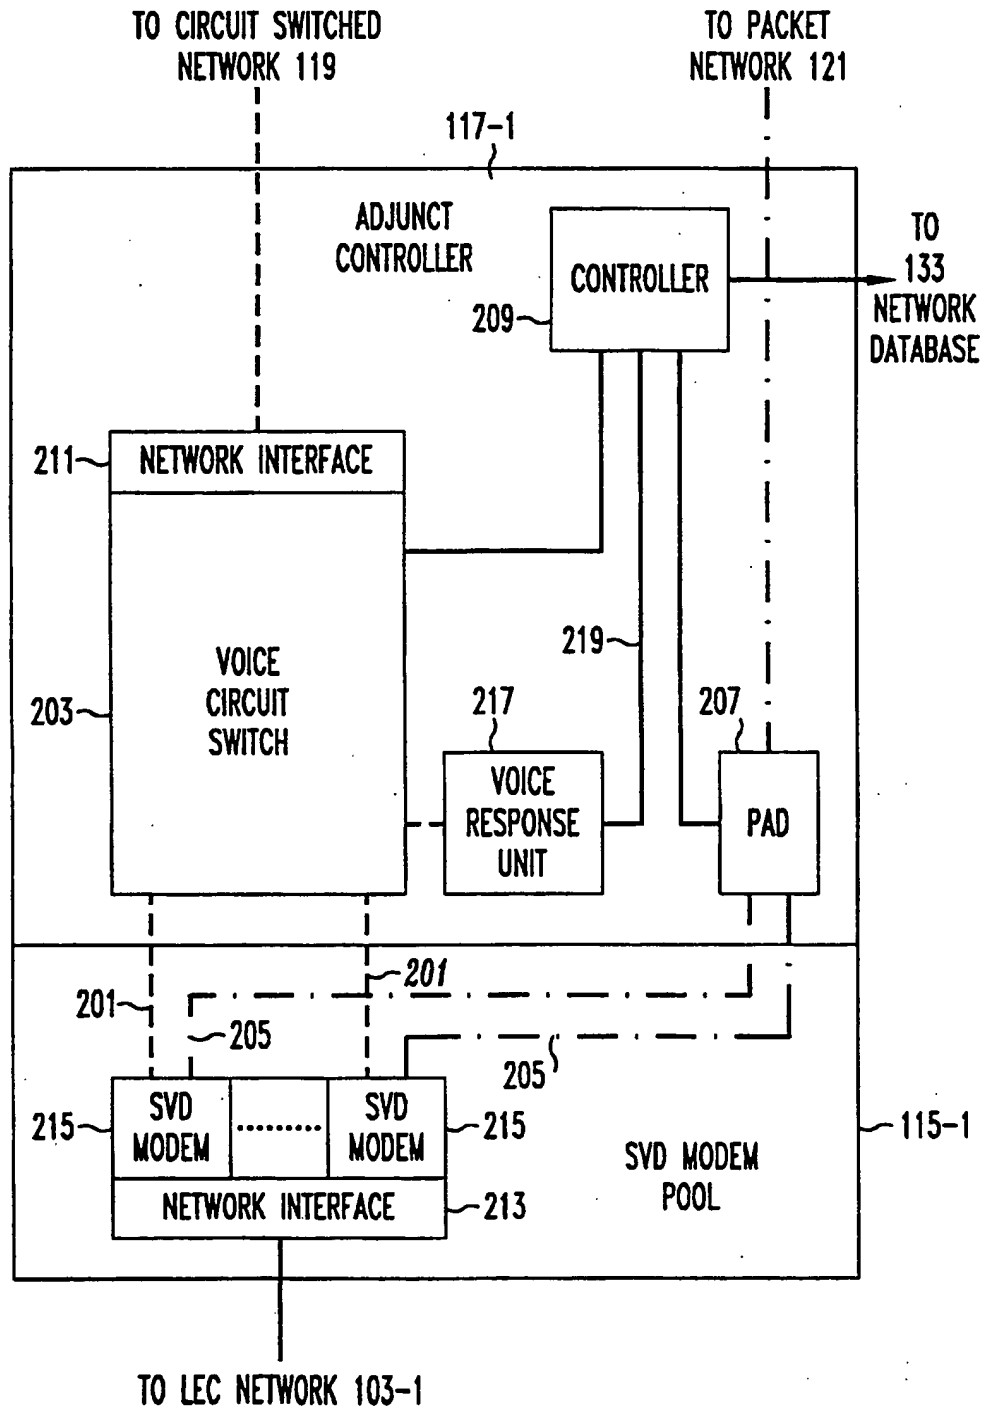 TO CIRCUIT SWITCHED
NETWORK 119
TO PACKET
NETWORK 121
117-1
ADJUNCT
CONTROLLER
CONTROLLER
209
TO
133
NETWORK
DATABASE
211
NETWORK INTERFACE
219
203
VOICE
CIRCUIT
SWITCH
217
207
VOICE
RESPONSE
UNIT
PAD
201
201
205
205
215
SVD
MODEM
..........
SVD
MODEM
215
115-1
SVD MODEM
POOL
NETWORK INTERFACE
213
TO LEC NETWORK 103-1